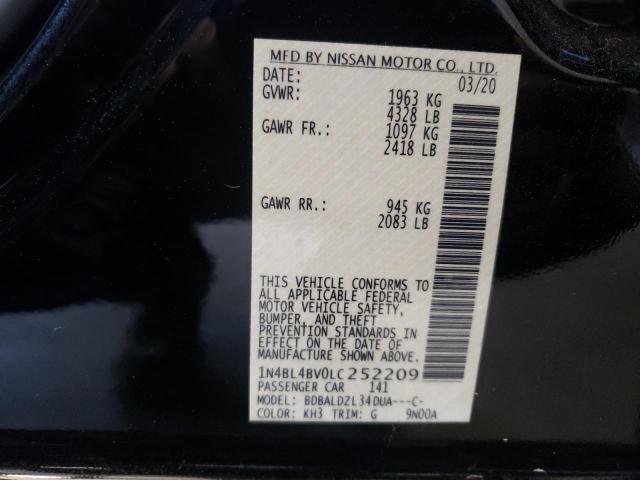 MFD BY NISSAN MOTOR CO., LTD.
DATE: 03/20
GVWR: 1963 KG
4328 LB
GAWR FR.: 1097 KG
2418 LB
GAWR RR.: 945 KG
2083 LB
THIS VEHICLE CONFORMS TO
ALL APPLICABLE FEDERAL
MOTOR VEHICLE SAFETY,
BUMPER, AND THEFT
PREVENTION STANDARDS IN
EFFECT ON THE DATE OF
MANUFACTURE SHOWN ABOVE.
1N4BL4BV0LC252209
PASSENGER CAR 141
MODEL: BDBALDZL34DUA---C-
COLOR: KH3 TRIM: G 9N00A